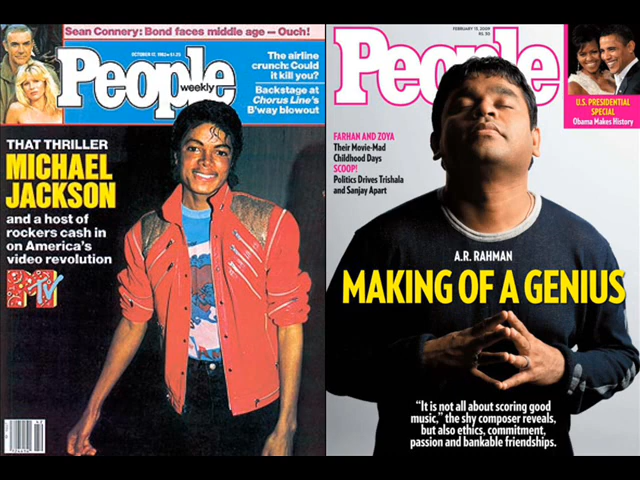 Sean Connery: Bond faces middle age — Ouch!
People
weekly
The airline
crunch: Could
it kill you?
Backstage at
Chorus Line's
B'way blowout
THAT THRILLER
MICHAEL
JACKSON
and a host of
rockers cash in
on America's
video revolution
MTV
People
U.S. PRESIDENTIAL
SPECIAL
Obama Makes History
FARHAN AND ZOYA
Their Movie-Mad
Childhood Days
SCOOP!
Politics Drives Trishala
and Sanjay Apart
A.R. RAHMAN
MAKING OF A GENIUS
"It is not all about scoring good
music," the shy composer reveals,
but also ethics, commitment,
passion and bankable friendships.